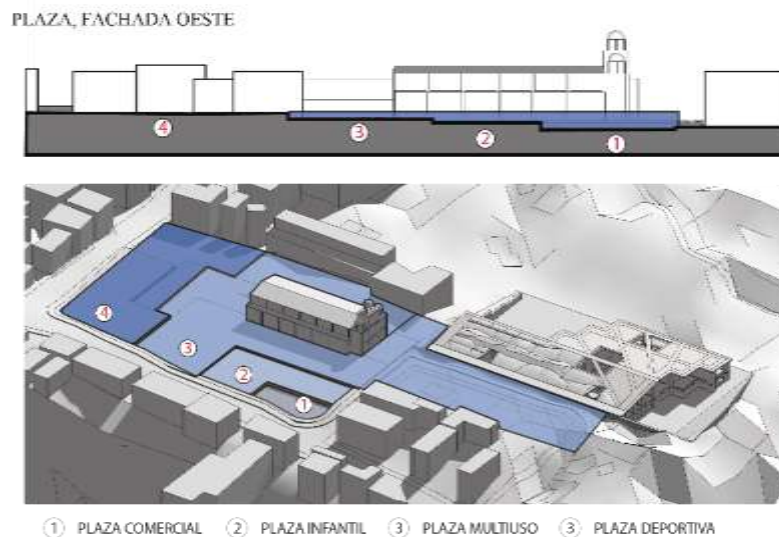 PLAZA, FACHADA OESTE
4 3 2 1
4
3
2
1
1 PLAZA COMERCIAL 2 PLAZA INFANTIL 3 PLAZA MULTIUSO 3 PLAZA DEPORTIVA